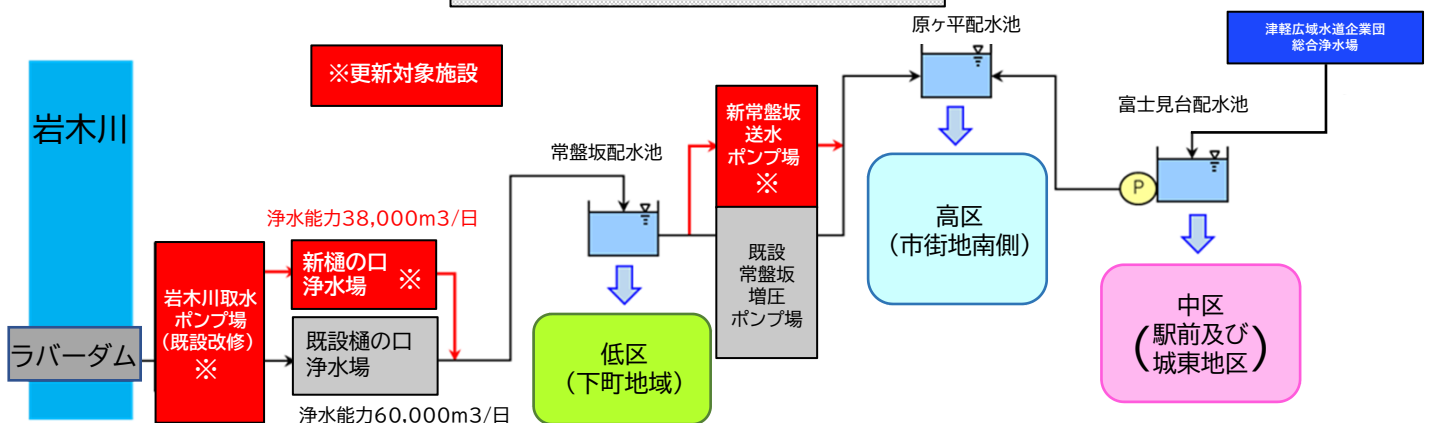 ※更新対象施設
岩木川
ラバーダム
岩木川取水
ポンプ場
(既設改修)
※
浄水能力38,000m3/日
新樋の口
浄水場 ※
既設樋の口
浄水場
浄水能力60,000m3/日
常盤坂配水池
低区
(下町地域)
新常盤坂
送水
ポンプ場
※
既設
常盤坂
増圧
ポンプ場
原ヶ平配水池
高区
(市街地南側)
津軽広域水道企業団
総合浄水場
富士見台配水池
P
中区
(駅前及び
城東地区)